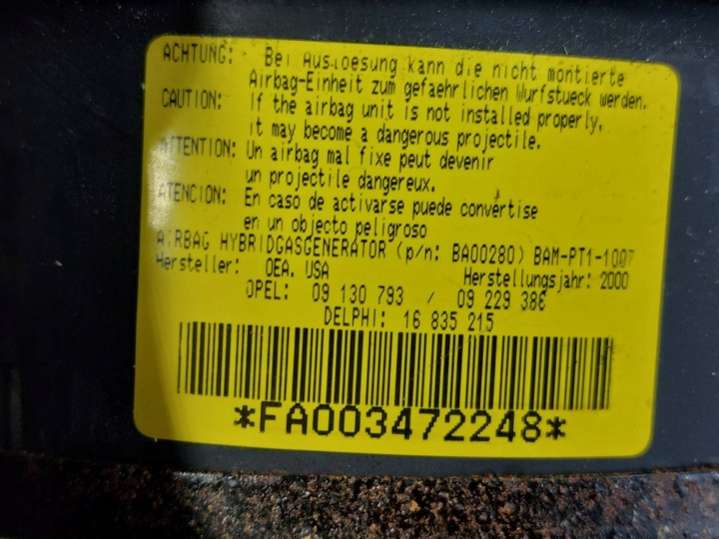 ACHTUNG: Bei Ausloesung kann die nicht montierte
Airbag-Einheit zum gefaehrlichen Wurfstueck werden.
CAUTION: If the airbag unit is not installed properly,
it may become a dangerous projectile.
ATTENTION: Un airbag mal fixe peut devenir
un projectile dangereux.
ATENCION: En caso de activarse puede convertise
en un objecto peligroso
AIRBAG HYBRIDGASGENERATOR (p/n: BA00280) BAM-PT1-1007
Hersteller: OEA, USA Herstellungsjahr: 2000
OPEL: 09 130 793 / 09 229 386
DELPHI: 16 835 215
*FA003472248*